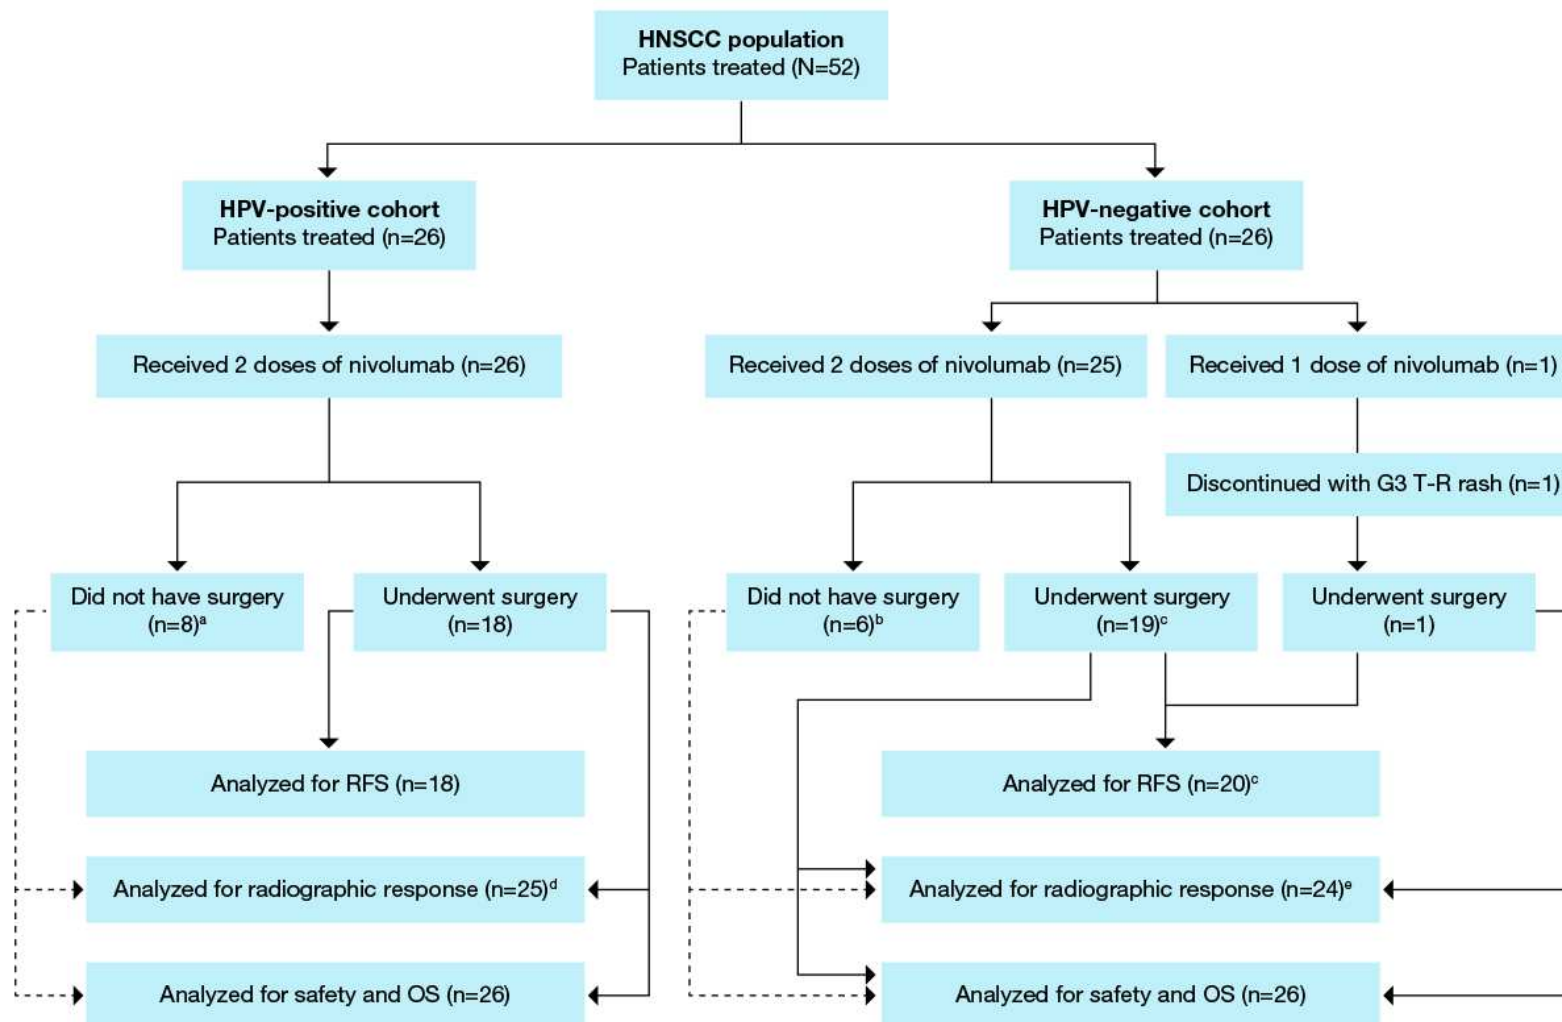 HNSCC population
Patients treated (N=52)
HPV-positive cohort
Patients treated (n=26)
HPV-negative cohort
Patients treated (n=26)
Received 2 doses of nivolumab (n=26)
Received 2 doses of nivolumab (n=25)
Received 1 dose of nivolumab (n=1)
Discontinued with G3 T-R rash (n=1)
Did not have surgery
(n=8)ᵃ
Underwent surgery
(n=18)
Did not have surgery
(n=6)ᵇ
Underwent surgery
(n=19)ᶜ
Underwent surgery
(n=1)
Analyzed for RFS (n=18)
Analyzed for RFS (n=20)ᶜ
Analyzed for radiographic response (n=25)ᵈ
Analyzed for radiographic response (n=24)ᵉ
Analyzed for safety and OS (n=26)
Analyzed for safety and OS (n=26)